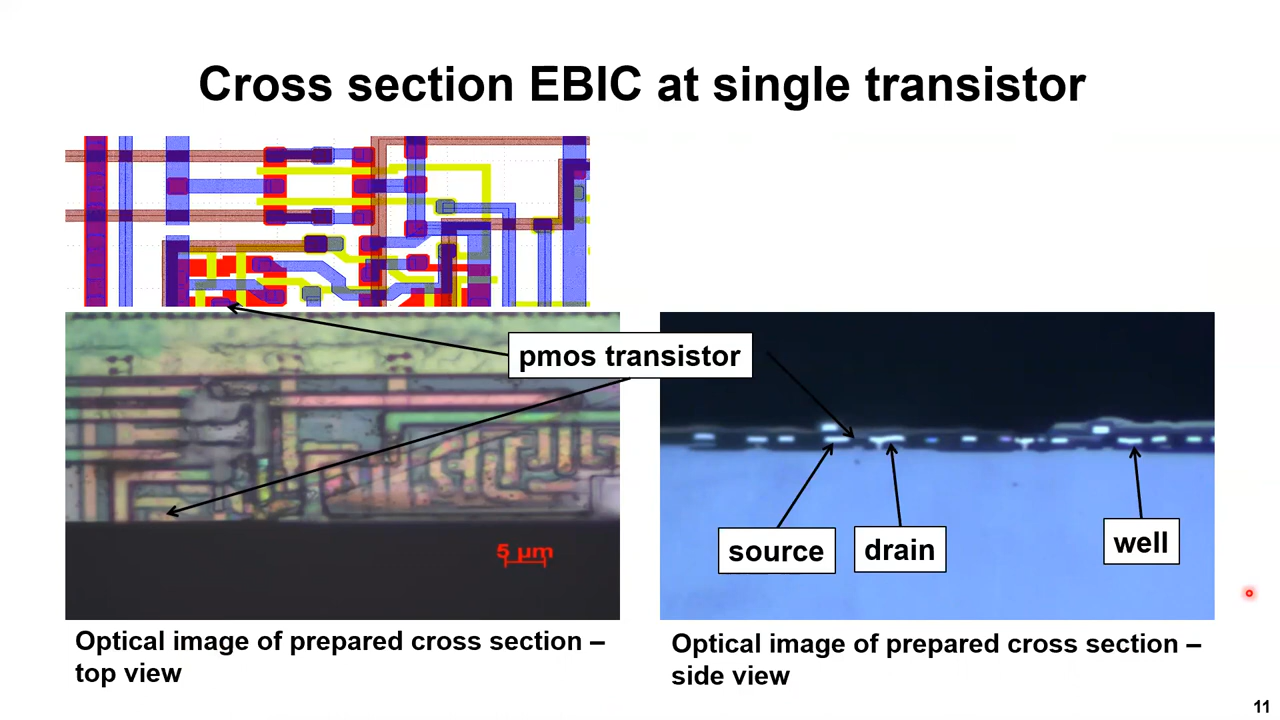 Cross section EBIC at single transistor
pmos transistor
5 µm
source
drain
well
Optical image of prepared cross section –
top view
Optical image of prepared cross section –
side view
11